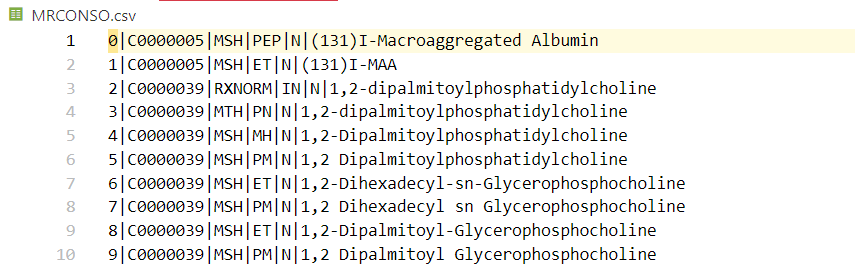 MRCONSO.csv
1 0|C0000005|MSH|PEP|N|(131)I-Macroaggregated Albumin
2 1|C0000005|MSH|ET|N|(131)I-MAA
3 2|C0000039|RXNORM|IN|N|1,2-dipalmitoylphosphatidylcholine
4 3|C0000039|MTH|PN|N|1,2-dipalmitoylphosphatidylcholine
5 4|C0000039|MSH|MH|N|1,2-Dipalmitoylphosphatidylcholine
6 5|C0000039|MSH|PM|N|1,2 Dipalmitoylphosphatidylcholine
7 6|C0000039|MSH|ET|N|1,2-Dihexadecyl-sn-Glycerophosphocholine
8 7|C0000039|MSH|PM|N|1,2 Dihexadecyl sn Glycerophosphocholine
9 8|C0000039|MSH|ET|N|1,2-Dipalmitoyl-Glycerophosphocholine
10 9|C0000039|MSH|PM|N|1,2 Dipalmitoyl Glycerophosphocholine